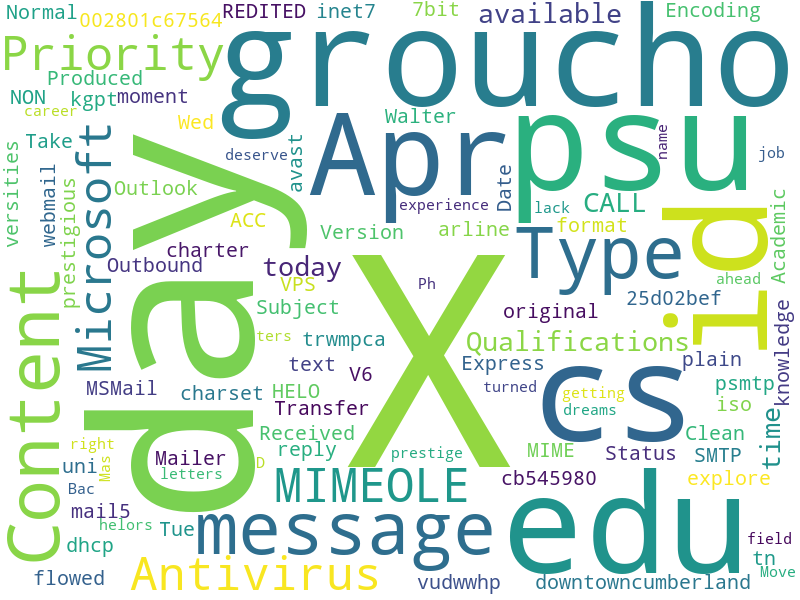 Normal
002801c67564
REDITED
inet7
7bit
available
Encoding
Priority
groucho
Produced
NON
kgpt
moment
career
Take
Wed
Walter
Apr
psu
name
job
deserve
avast
versities
webmail
prestigious
Microsoft
day
Outlook
ACC
experience
Date
lack
CALL
format
id
Academic
charter
Version
arline
Outbound
today
Type
VPS
Ph
ahead
25d02bef
Content
Subject
X
original
ters
trwmpca
Qualifications
knowledge
text
V6
Express
plain
MSMail
charset
HELO
turned
getting
cs
psmtp
Transfer
dreams
iso
Received
Clean
time
right
reply
prestige
MIME
Status
SMTP
Mailer
D
uni
Mas
letters
MIMEOLE
cb545980
explore
Bac
mail5
helors
Tue
message
edu
field
dhcp
tn
Antivirus
Move
flowed
vudwwhp
downtowncumberland